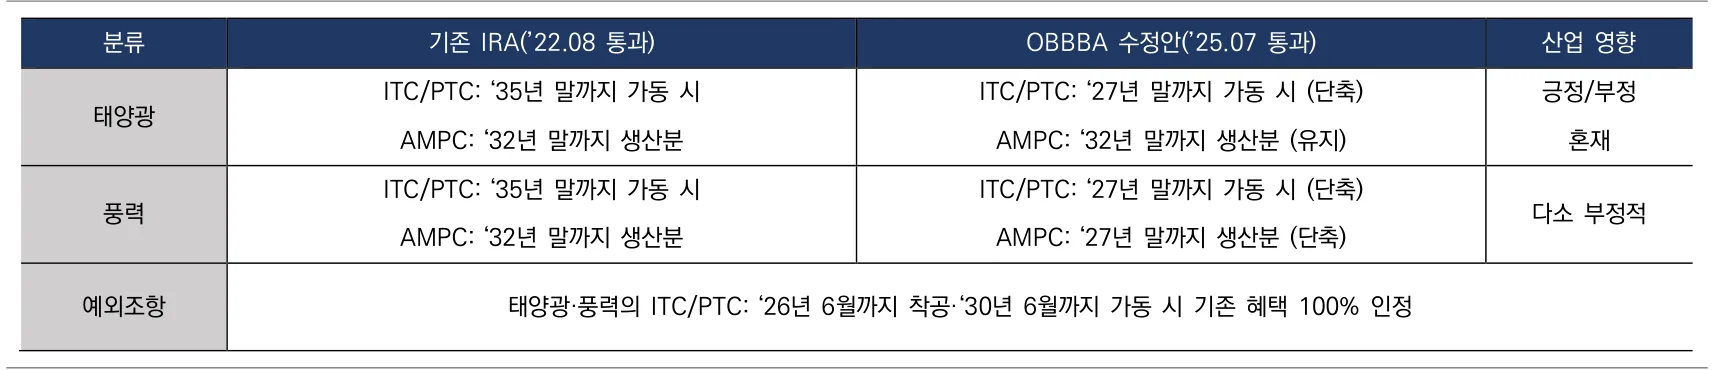 분류 기존 IRA(’22.08 통과) OBBBA 수정안(’25.07 통과) 산업 영향
태양광
ITC/PTC: ‘35년 말까지 가동 시
AMPC: ‘32년 말까지 생산분
ITC/PTC: ‘27년 말까지 가동 시 (단축)
AMPC: ‘32년 말까지 생산분 (유지)
긍정/부정
혼재
풍력
ITC/PTC: ‘35년 말까지 가동 시
AMPC: ‘32년 말까지 생산분
ITC/PTC: ‘27년 말까지 가동 시 (단축)
AMPC: ‘27년 말까지 생산분 (단축)
다소 부정적
예외조항
태양광·풍력의 ITC/PTC: ‘26년 6월까지 착공·‘30년 6월까지 가동 시 기존 혜택 100% 인정